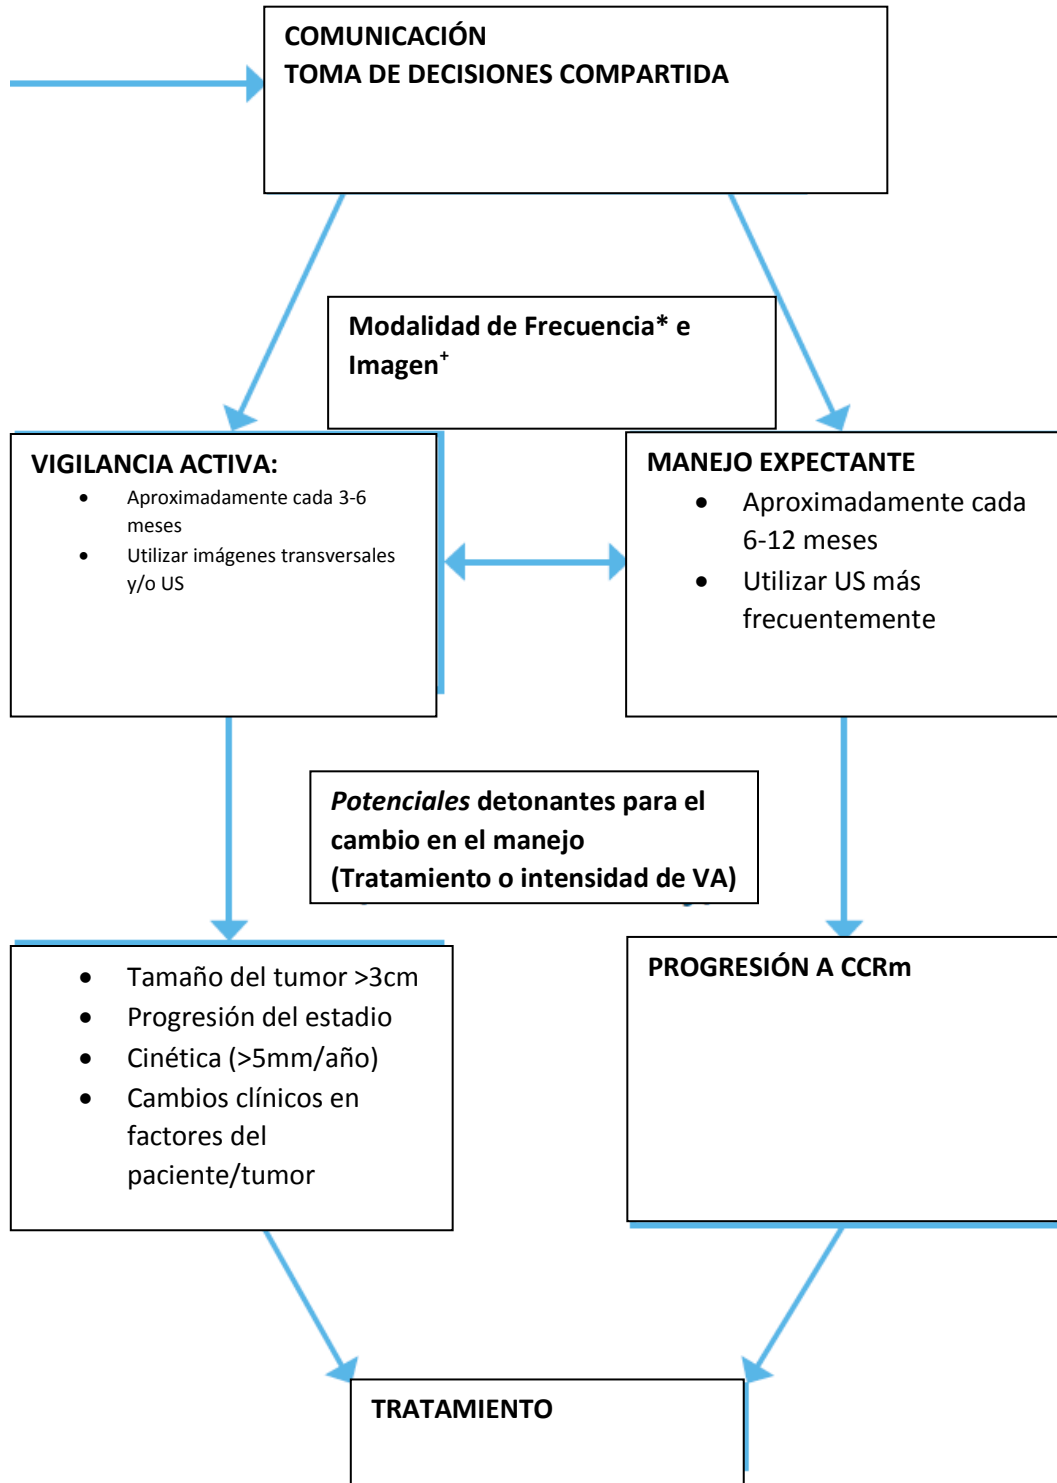 COMUNICACIÓN
TOMA DE DECISIONES COMPARTIDA
Modalidad de Frecuencia* e
Imagen⁺
VIGILANCIA ACTIVA:
• Aproximadamente cada 3-6
meses
• Utilizar imágenes transversales
y/o US
MANEJO EXPECTANTE
• Aproximadamente cada
6-12 meses
• Utilizar US más
frecuentemente
Potenciales detonantes para el
cambio en el manejo
(Tratamiento o intensidad de VA)
• Tamaño del tumor >3cm
• Progresión del estadio
• Cinética (>5mm/año)
• Cambios clínicos en
factores del
paciente/tumor
PROGRESIÓN A CCRm
TRATAMIENTO